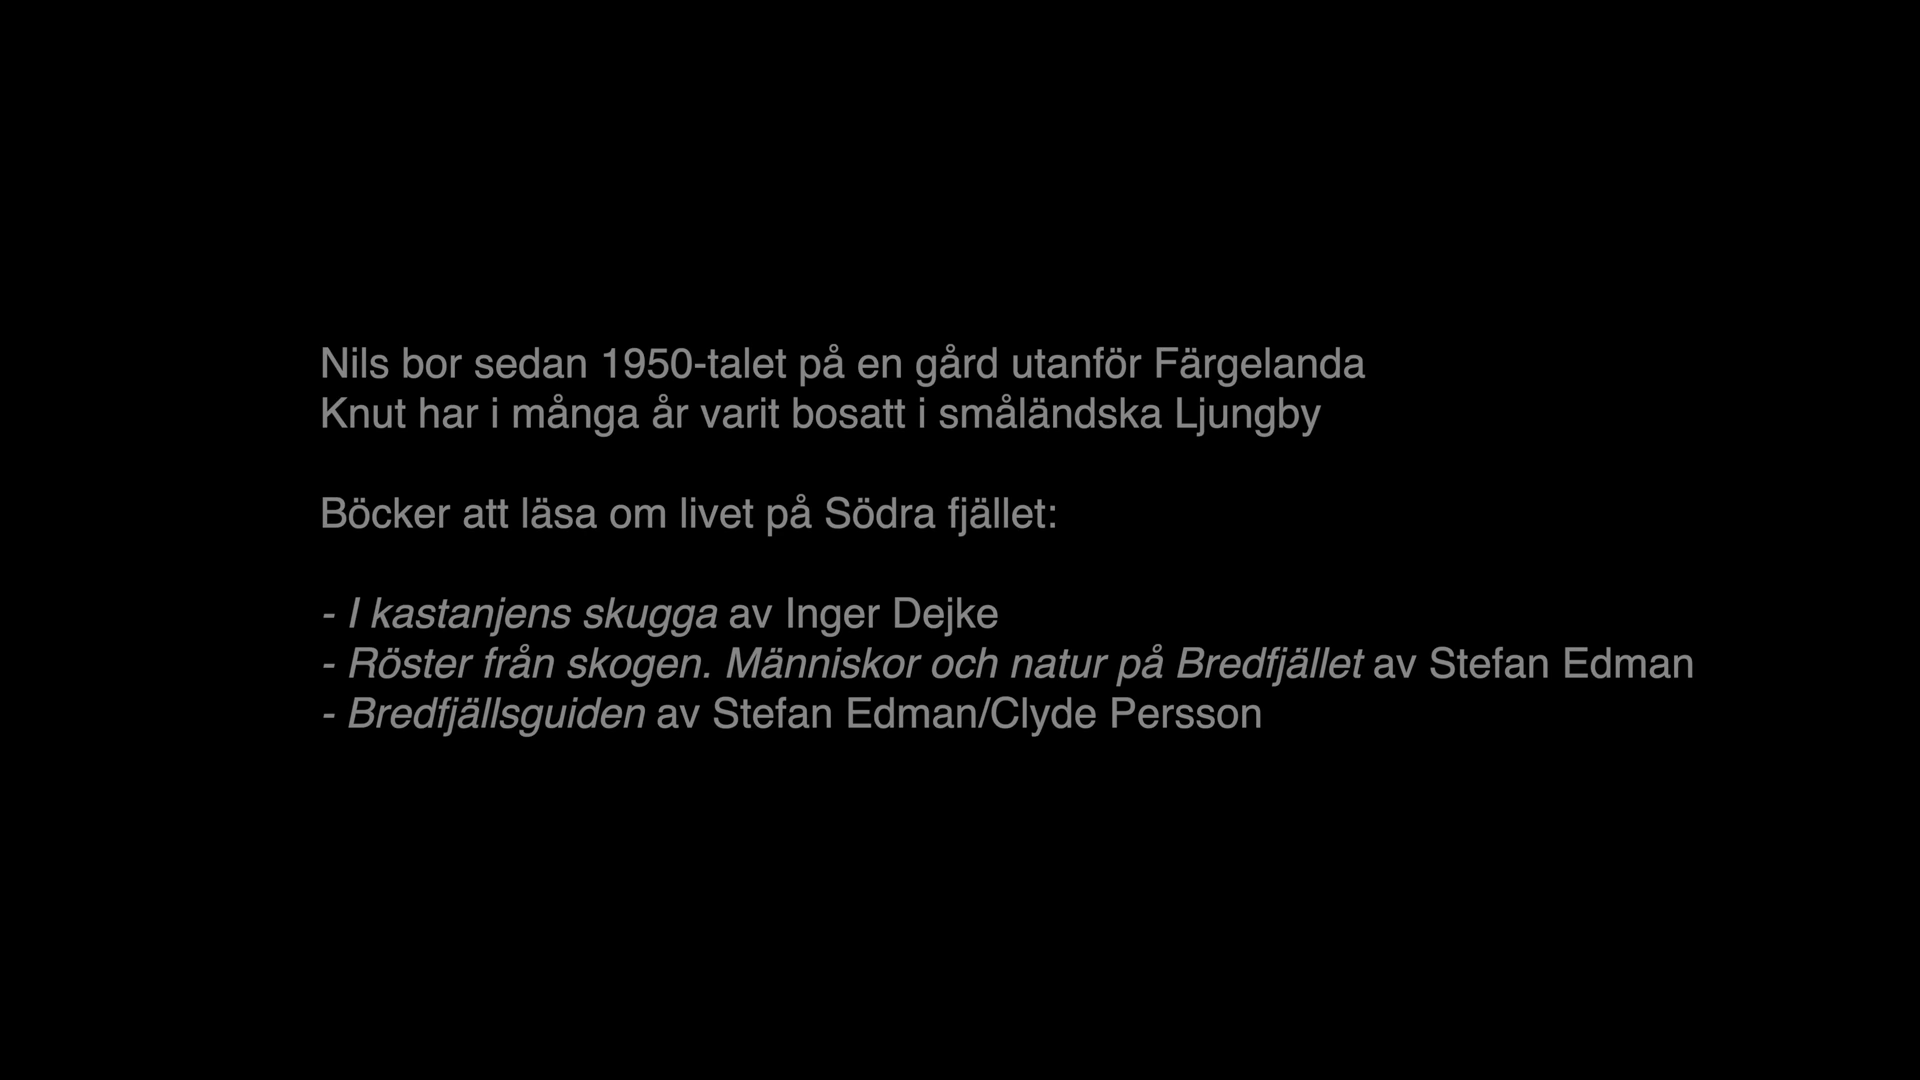 Nils bor sedan 1950-talet på en gård utanför Färgelanda
Knut har i många år varit bosatt i småländska Ljungby
Böcker att läsa om livet på Södra fjället:
- I kastanjens skugga av Inger Dejke
- Röster från skogen. Människor och natur på Bredfjället av Stefan Edman
- Bredfjällsguiden av Stefan Edman/Clyde Persson